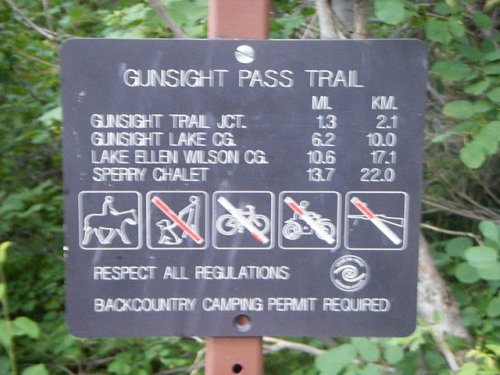 GUNSIGHT PASS TRAIL
MI. KM.
GUNSIGHT TRAIL JCT. 1.3 2.1
GUNSIGHT LAKE CG. 6.2 10.0
LAKE ELLEN WILSON CG. 10.6 17.1
SPERRY CHALET 13.7 22.0
RESPECT ALL REGULATIONS
BACKCOUNTRY CAMPING PERMIT REQUIRED